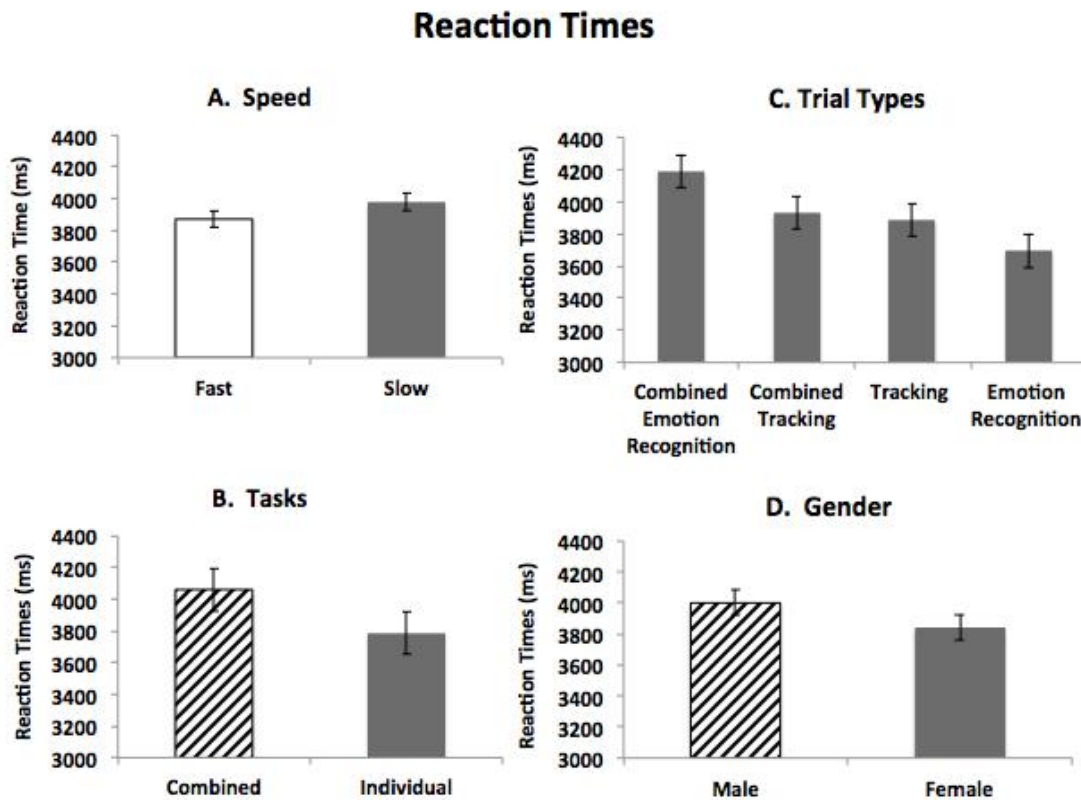 Reaction Times
A. Speed
Reaction Time (ms)
4400
4200
4000
3800
3600
3400
3200
3000
Fast
Slow
C. Trial Types
Reaction Times (ms)
4400
4200
4000
3800
3600
3400
3200
3000
Combined
Emotion
Recognition
Combined
Tracking
Tracking
Emotion
Recognition
B. Tasks
Reaction Times (ms)
4400
4200
4000
3800
3600
3400
3200
3000
Combined
Individual
D. Gender
Reaction Times (ms)
4400
4200
4000
3800
3600
3400
3200
3000
Male
Female